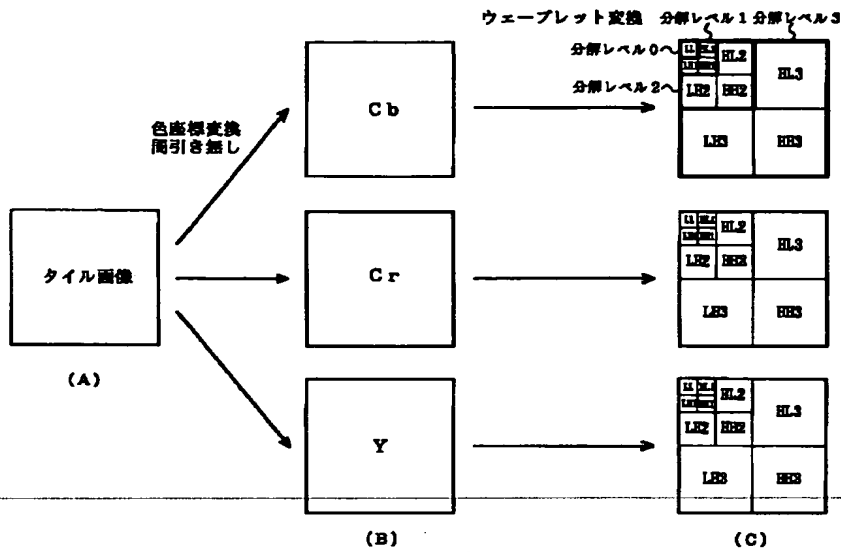 ウェーブレット変換 分解レベル1 分解レベル3
分解レベル0
分解レベル2
LL HL2 HL3
LH2 HH2
LH3 HH3
Cb
色座標変換
間引き無し
タイル画像
(A)
LL HL2 HL3
LH2 HH2
LH3 HH3
Cr
LL HL2 HL3
LH2 HH2
LH3 HH3
Y
(B)
(C)